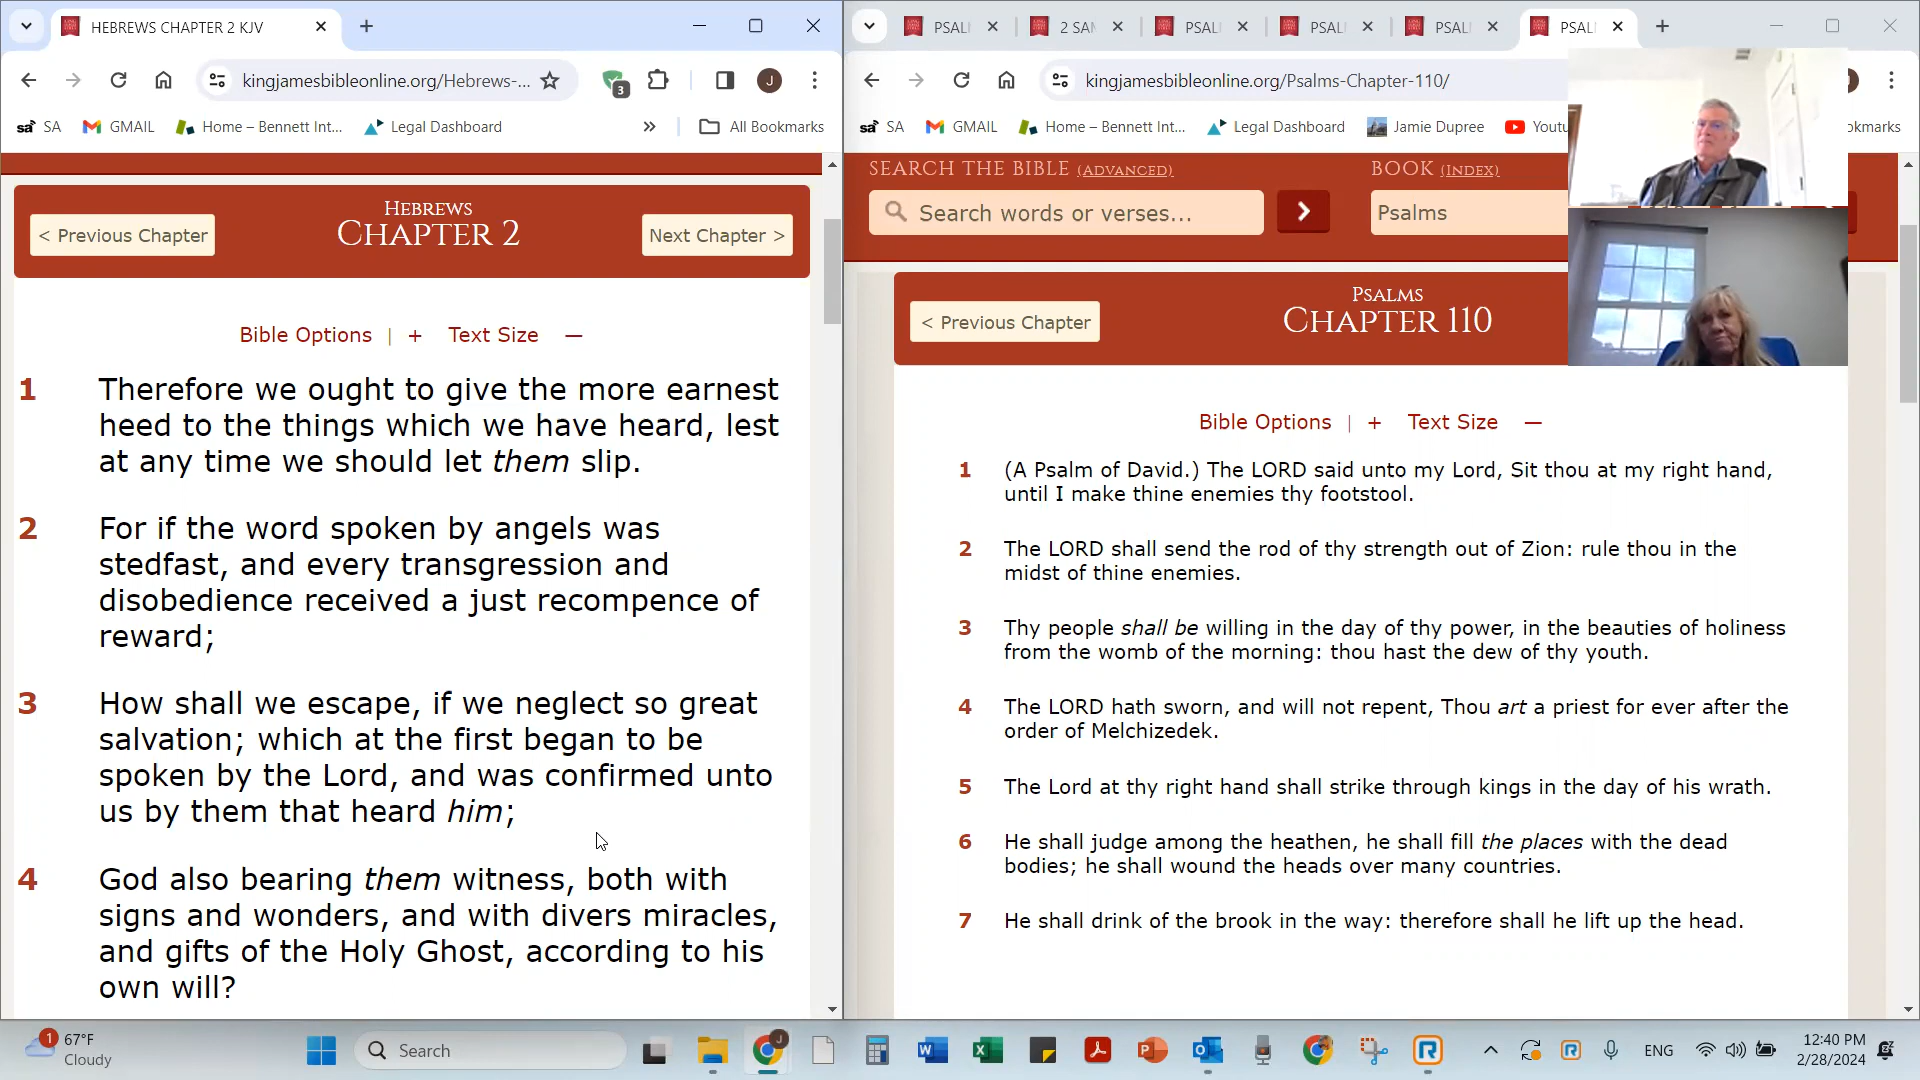 HEBREWS CHAPTER 2 KJV
kingjamesbibleonline.org/Hebrews-...
3
J
SA
GMAIL
Home – Bennett Int...
Legal Dashboard
All Bookmarks
HEBREWS
CHAPTER 2
< Previous Chapter
Next Chapter >
Bible Options | + Text Size —
1 Therefore we ought to give the more earnest
heed to the things which we have heard, lest
at any time we should let them slip.
2 For if the word spoken by angels was
stedfast, and every transgression and
disobedience received a just recompence of
reward;
3 How shall we escape, if we neglect so great
salvation; which at the first began to be
spoken by the Lord, and was confirmed unto
us by them that heard him;
4 God also bearing them witness, both with
signs and wonders, and with divers miracles,
and gifts of the Holy Ghost, according to his
own will?
PSAL
2 SAM
PSAL
PSAL
PSAL
PSAL
kingjamesbibleonline.org/Psalms-Chapter-110/
SA
GMAIL
Home – Bennett Int...
Legal Dashboard
Jamie Dupree
Youtu
okmarks
SEARCH THE BIBLE (ADVANCED)
BOOK (INDEX)
Search words or verses...
Psalms
PSALMS
CHAPTER 110
< Previous Chapter
Bible Options | + Text Size —
1 (A Psalm of David.) The LORD said unto my Lord, Sit thou at my right hand,
until I make thine enemies thy footstool.
2 The LORD shall send the rod of thy strength out of Zion: rule thou in the
midst of thine enemies.
3 Thy people shall be willing in the day of thy power, in the beauties of holiness
from the womb of the morning: thou hast the dew of thy youth.
4 The LORD hath sworn, and will not repent, Thou art a priest for ever after the
order of Melchizedek.
5 The Lord at thy right hand shall strike through kings in the day of his wrath.
6 He shall judge among the heathen, he shall fill the places with the dead
bodies; he shall wound the heads over many countries.
7 He shall drink of the brook in the way: therefore shall he lift up the head.
1
67°F
Cloudy
Search
ENG
12:40 PM
2/28/2024